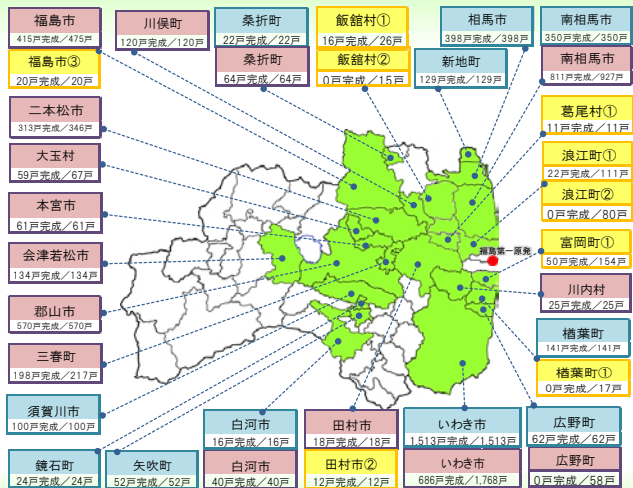 福島市
415戸完成／475戸
川俣町
120戸完成／120戸
桑折町
22戸完成／22戸
飯舘村①
16戸完成／26戸
相馬市
398戸完成／398戸
南相馬市
350戸完成／350戸
福島市③
20戸完成／20戸
桑折町
64戸完成／64戸
飯舘村②
0戸完成／15戸
新地町
129戸完成／129戸
南相馬市
811戸完成／927戸
二本松市
313戸完成／346戸
葛尾村①
11戸完成／11戸
大玉村
59戸完成／67戸
浪江町①
22戸完成／111戸
本宮市
61戸完成／61戸
浪江町②
0戸完成／80戸
会津若松市
134戸完成／134戸
福島第一原発
富岡町①
50戸完成／154戸
郡山市
570戸完成／570戸
川内村
25戸完成／25戸
三春町
198戸完成／217戸
楢葉町
141戸完成／141戸
楢葉町①
0戸完成／17戸
須賀川市
100戸完成／100戸
白河市
16戸完成／16戸
田村市
18戸完成／18戸
いわき市
1,513戸完成／1,513戸
広野町
62戸完成／62戸
鏡石町
24戸完成／24戸
矢吹町
52戸完成／52戸
白河市
40戸完成／40戸
田村市②
12戸完成／12戸
いわき市
686戸完成／1,768戸
広野町
0戸完成／58戸